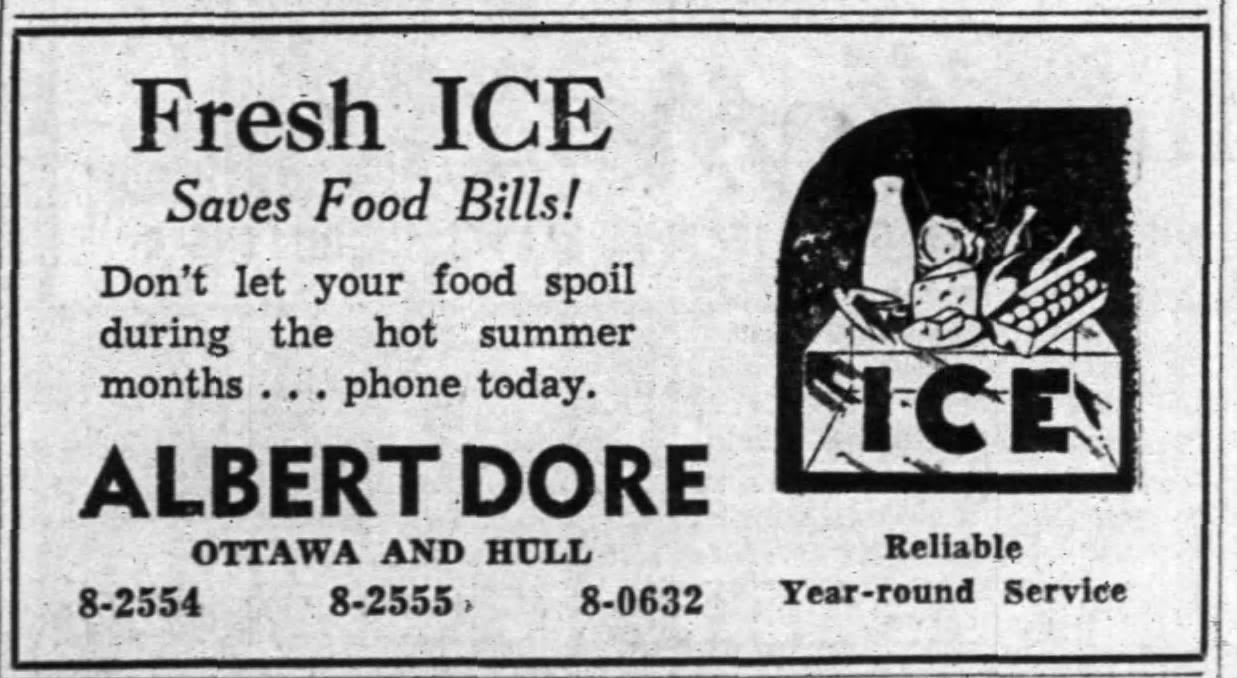 Fresh ICE
Saves Food Bills!
Don't let your food spoil
during the hot summer
months . . . phone today.
ALBERT DORE
OTTAWA AND HULL
8-2554 8-2555 8-0632
ICE
Reliable
Year-round Service